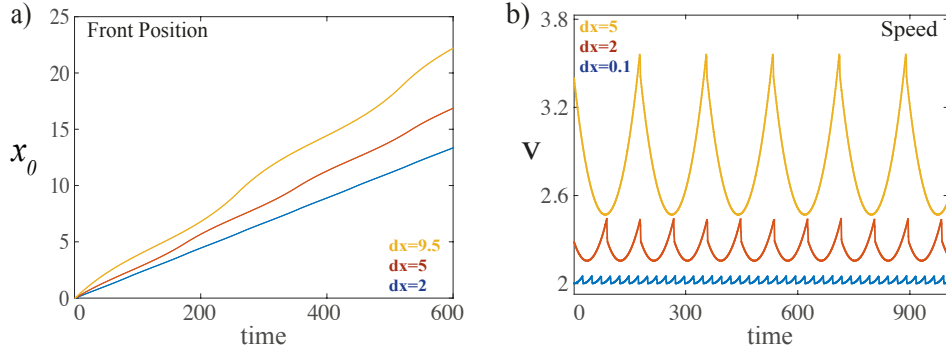 a)
Front Position
25
20
15
10
5
0
x₀
dx=9.5
dx=5
dx=2
0
200
400
600
time
b)
dx=5
dx=2
dx=0.1
Speed
3.8
3.2
2.6
2
v
0
300
600
900
time